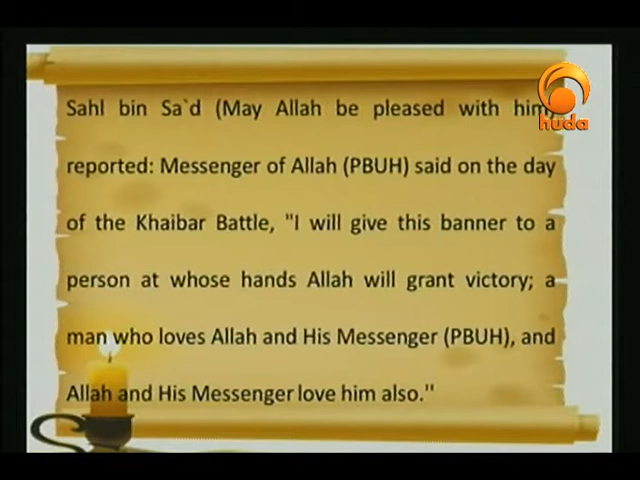 Sahl bin Sa`d (May Allah be pleased with him)
huda
reported: Messenger of Allah (PBUH) said on the day
of the Khaibar Battle, "I will give this banner to a
person at whose hands Allah will grant victory; a
man who loves Allah and His Messenger (PBUH), and
Allah and His Messenger love him also."